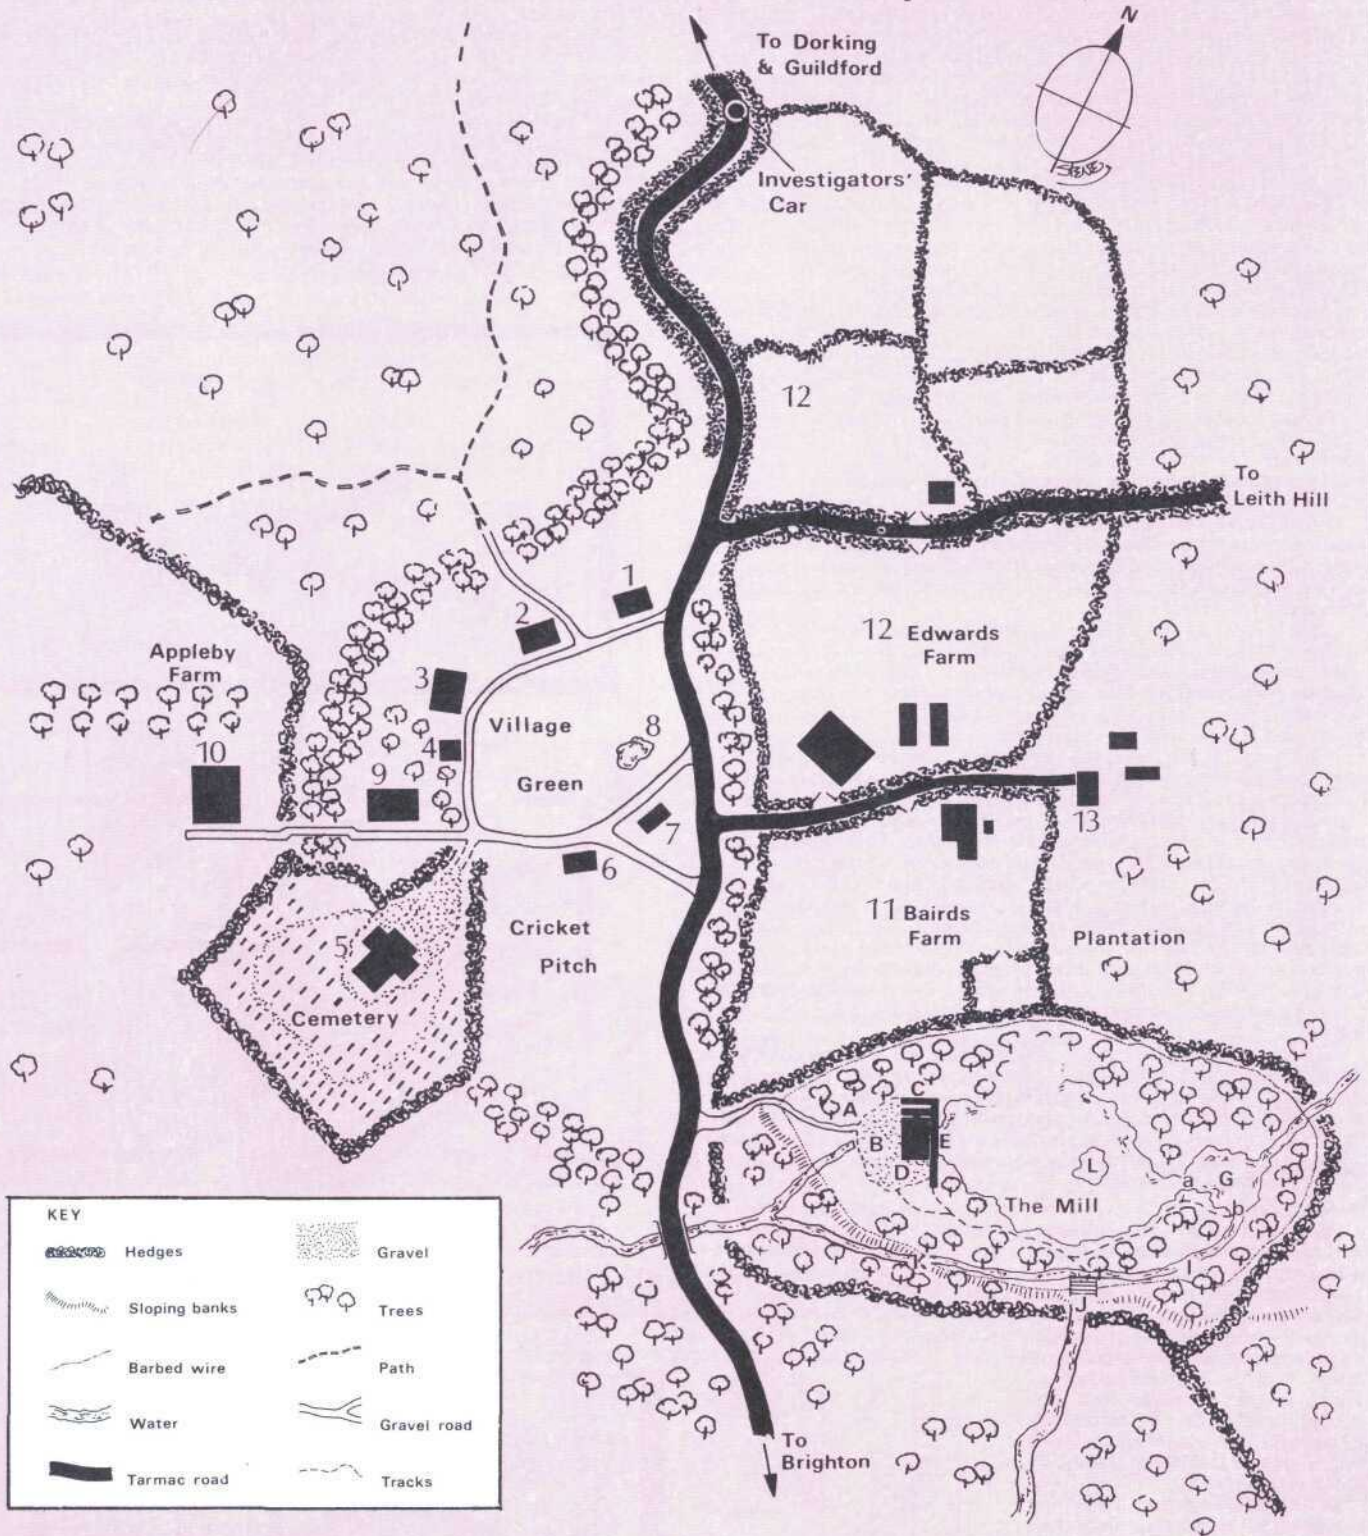 N
To Dorking
& Guildford
Investigators'
Car
12
To
Leith Hill
1
2
12 Edwards
Farm
Appleby
Farm
3
Village
8
4
Green
10
9
7
13
6
11 Bairds
Farm
Cricket
Pitch
Plantation
5
Cemetery
C
A
B
E
D
L
a
G
b
The Mill
I
K
J
To
Brighton
KEY
Hedges
Gravel
Sloping banks
Trees
Barbed wire
Path
Water
Gravel road
Tarmac road
Tracks